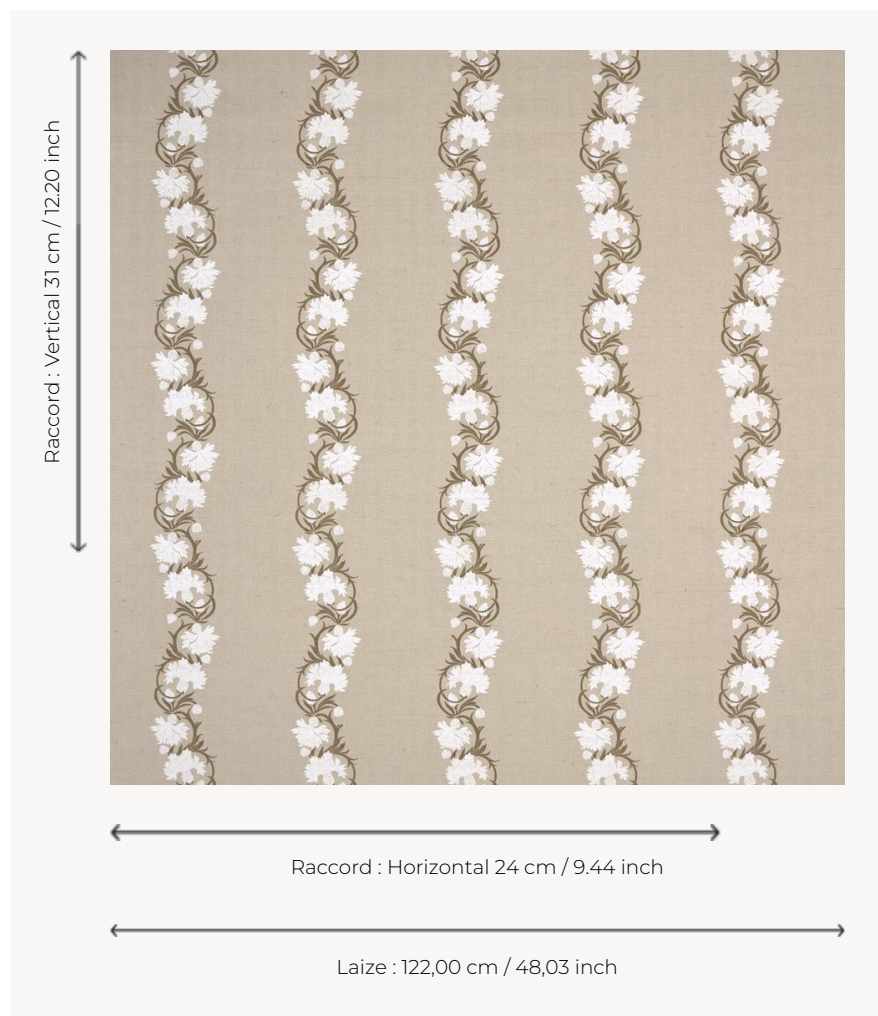 Raccord : Vertical 31 cm / 12.20 inch
Raccord : Horizontal 24 cm / 9.44 inch
Laize : 122,00 cm / 48,03 inch